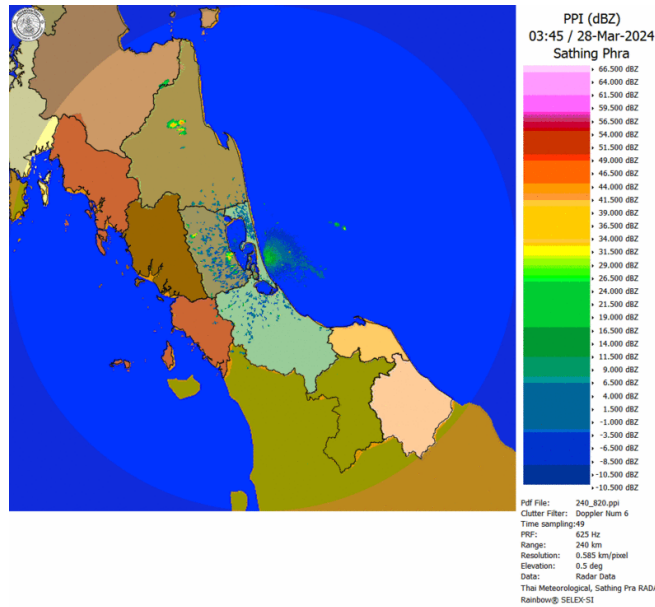 PPI (dBZ)
03:45 / 28-Mar-2024
Sathing Phra
66.500 dBZ
64.000 dBZ
61.500 dBZ
59.500 dBZ
56.500 dBZ
54.000 dBZ
51.500 dBZ
49.000 dBZ
46.500 dBZ
44.000 dBZ
41.500 dBZ
39.000 dBZ
36.500 dBZ
34.000 dBZ
31.500 dBZ
29.000 dBZ
26.500 dBZ
24.000 dBZ
21.500 dBZ
19.000 dBZ
16.500 dBZ
14.000 dBZ
11.500 dBZ
9.000 dBZ
6.500 dBZ
4.000 dBZ
1.500 dBZ
-1.000 dBZ
-3.500 dBZ
-6.500 dBZ
-8.500 dBZ
-10.500 dBZ
-10.500 dBZ
Pdf File: 240_820.ppi
Clutter Filter: Doppler Num 6
Time sampling:49
PRF: 625 Hz
Range: 240 km
Resolution: 0.585 km/pixel
Elevation: 0.5 deg
Data: Radar Data
Thai Meteorological, Sathing Pra RADA
Rainbow® SELEX-SI